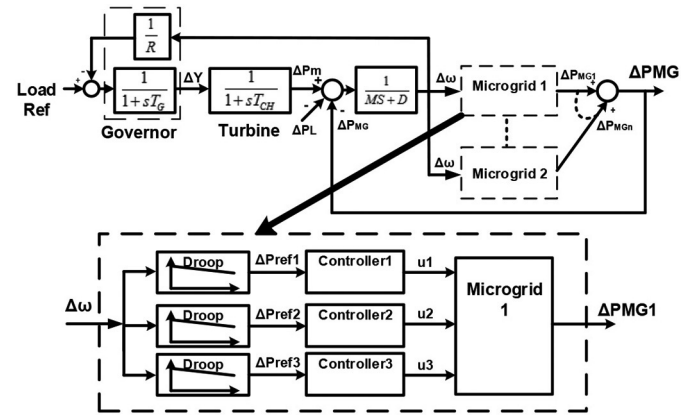 1
R
Load
Ref
+
-
1
1+sT_G
ΔY
1
1+sT_CH
ΔPm
+
-
-
ΔPL
ΔP_MG
1
MS+D
Δω
Microgrid 1
ΔP_MG1
+
+
ΔPMG
ΔP_MGn
Governor
Turbine
Δω
Microgrid 2
Δω
Droop
ΔPref1
Controller1
u1
Droop
ΔPref2
Controller2
u2
Droop
ΔPref3
Controller3
u3
Microgrid
1
ΔPMG1